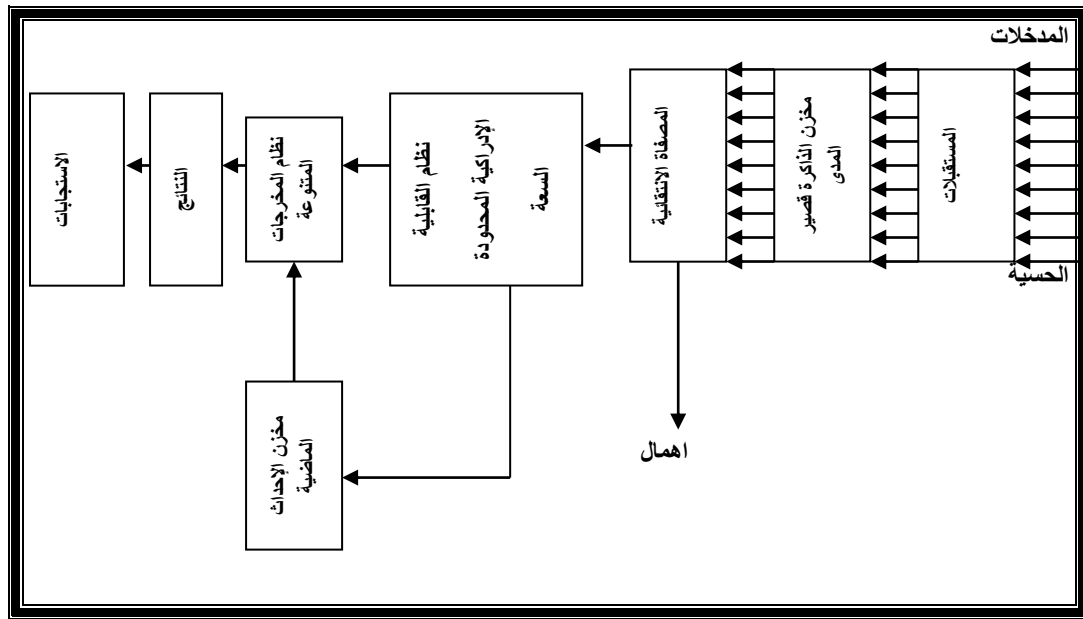 المدخلات
الحسية
المستقبلات
مخزن الذاكرة قصير
المدى
المصفاة الانتقائية
اهمال
نظام القابلية
الإدراكية المحدودة
السعة
نظام المخرجات
المتنوعة
مخزن الإحداث
الماضية
النتائج
الاستجابات